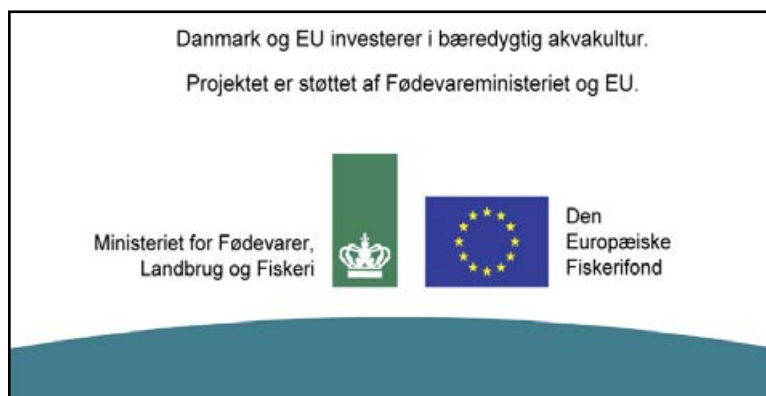 Danmark og EU investerer i bæredygtig akvakultur.
Projektet er støttet af Fødevareministeriet og EU.
Ministeriet for Fødevarer,
Landbrug og Fiskeri
Den
Europæiske
Fiskerifond